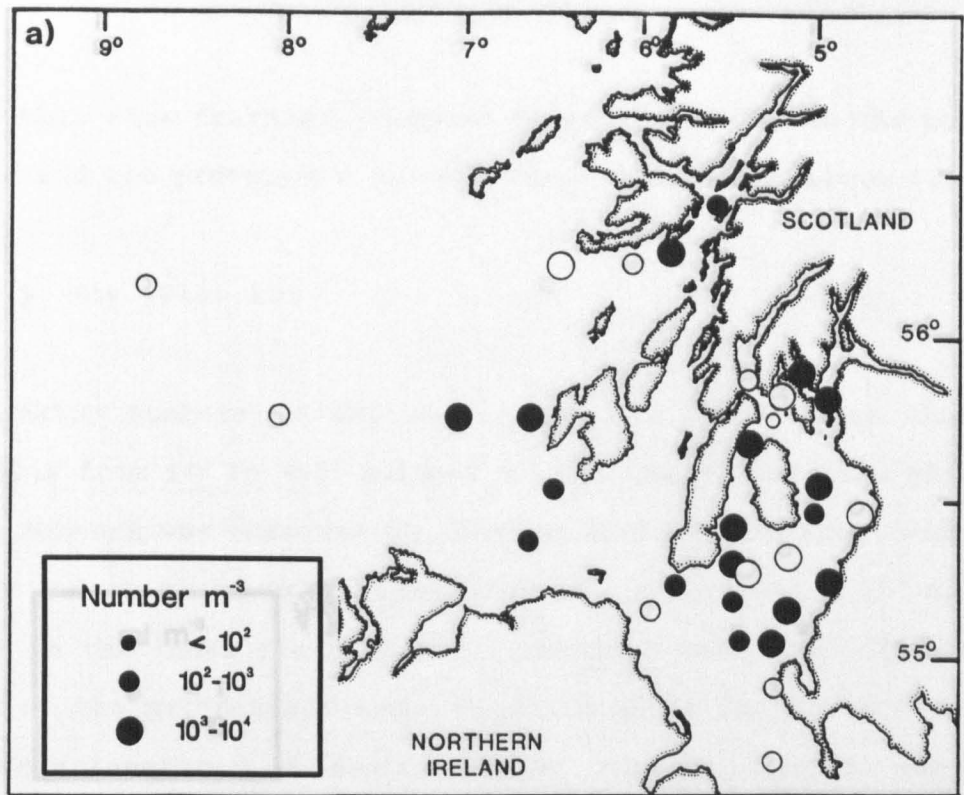 a)
9° 8° 7° 6° 5°
SCOTLAND
56°
Number m⁻³
< 10²
10²-10³
10³-10⁴
55°
NORTHERN
IRELAND